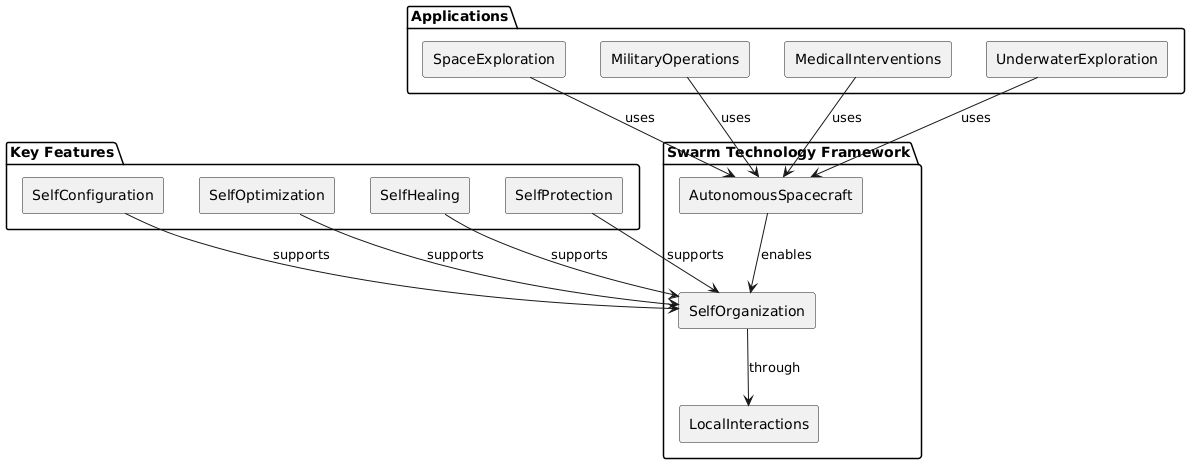 Applications
SpaceExploration
MilitaryOperations
MedicalInterventions
UnderwaterExploration
uses
uses
uses
uses
Key Features
SelfConfiguration
SelfOptimization
SelfHealing
SelfProtection
Swarm Technology Framework
AutonomousSpacecraft
supports
supports
supports
supports
enables
SelfOrganization
through
LocalInteractions